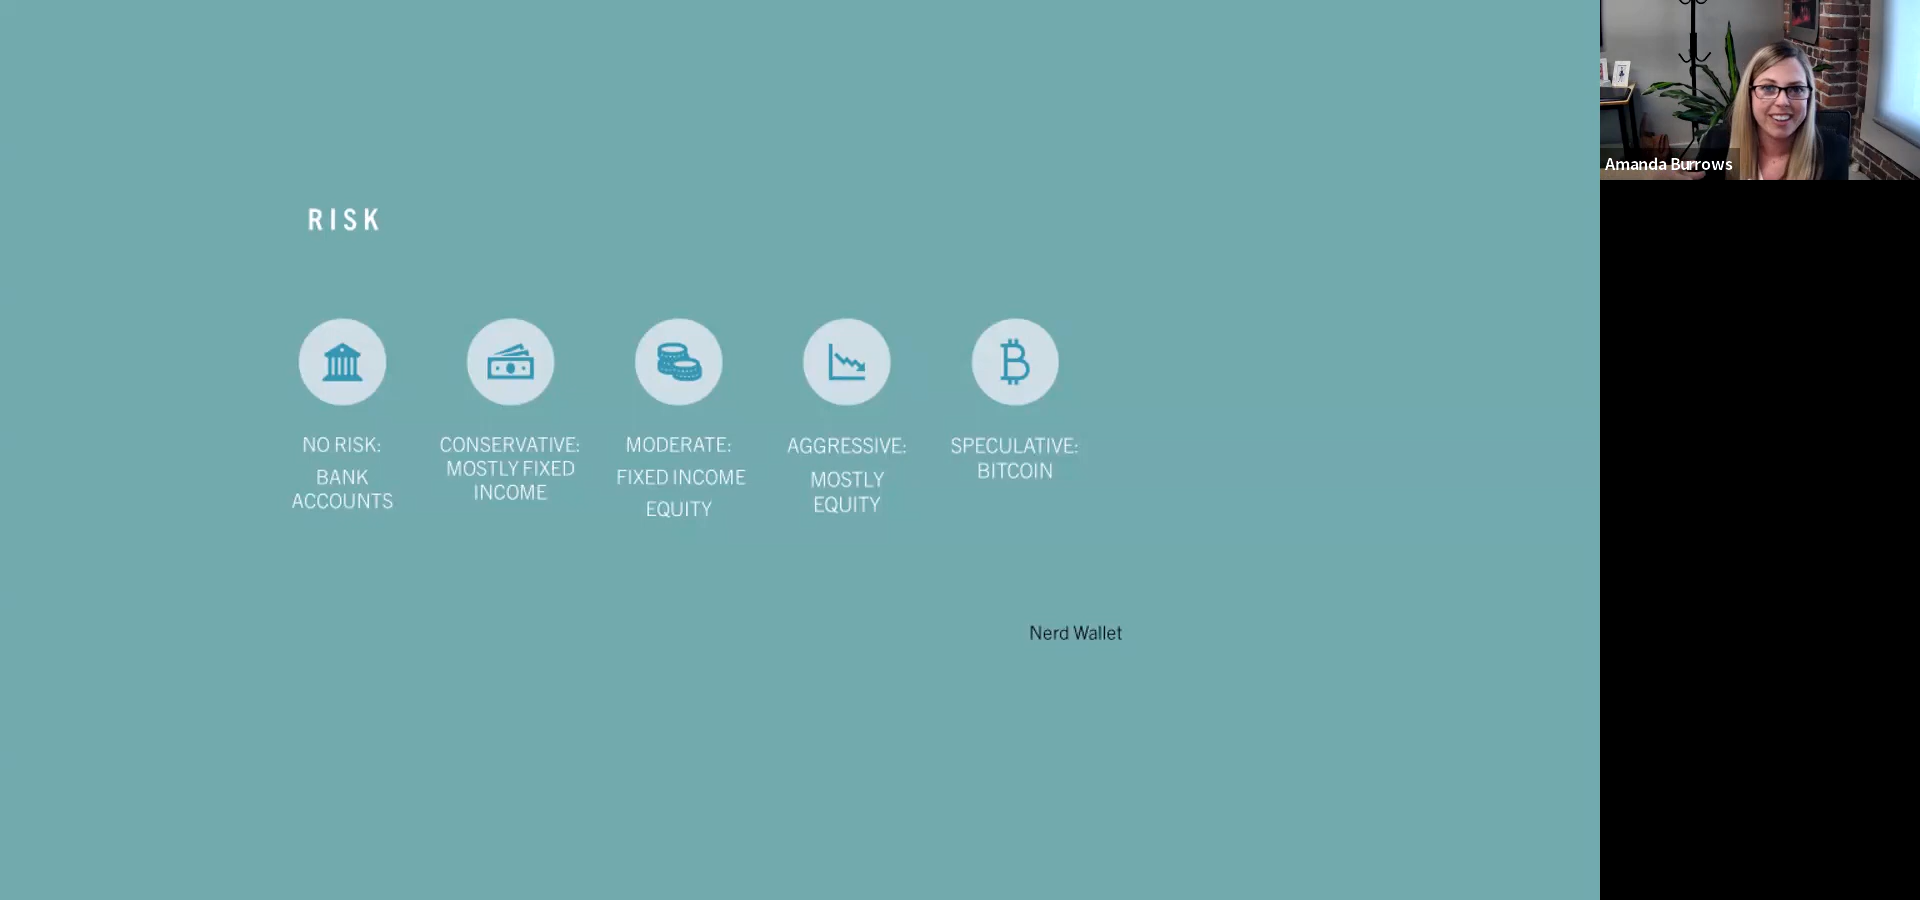 RISK
NO RISK:
BANK
ACCOUNTS
CONSERVATIVE:
MOSTLY FIXED
INCOME
MODERATE:
FIXED INCOME
EQUITY
AGGRESSIVE:
MOSTLY
EQUITY
SPECULATIVE:
BITCOIN
Nerd Wallet
Amanda Burrows